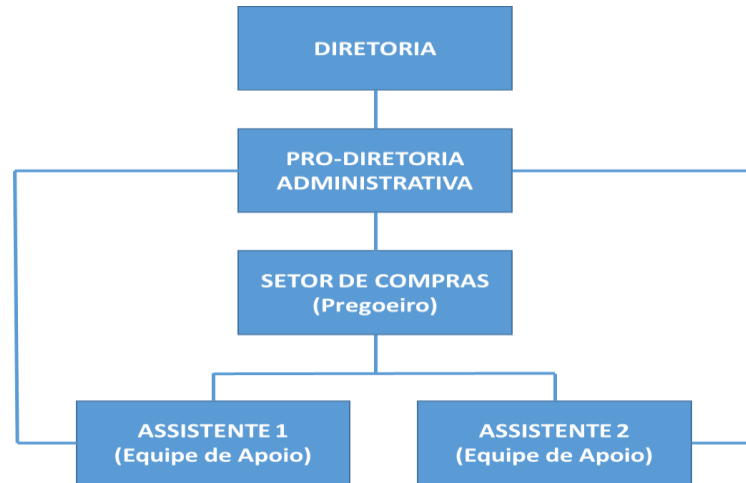 DIRETORIA
PRO-DIRETORIA
ADMINISTRATIVA
SETOR DE COMPRAS
(Pregoeiro)
ASSISTENTE 1
(Equipe de Apoio)
ASSISTENTE 2
(Equipe de Apoio)